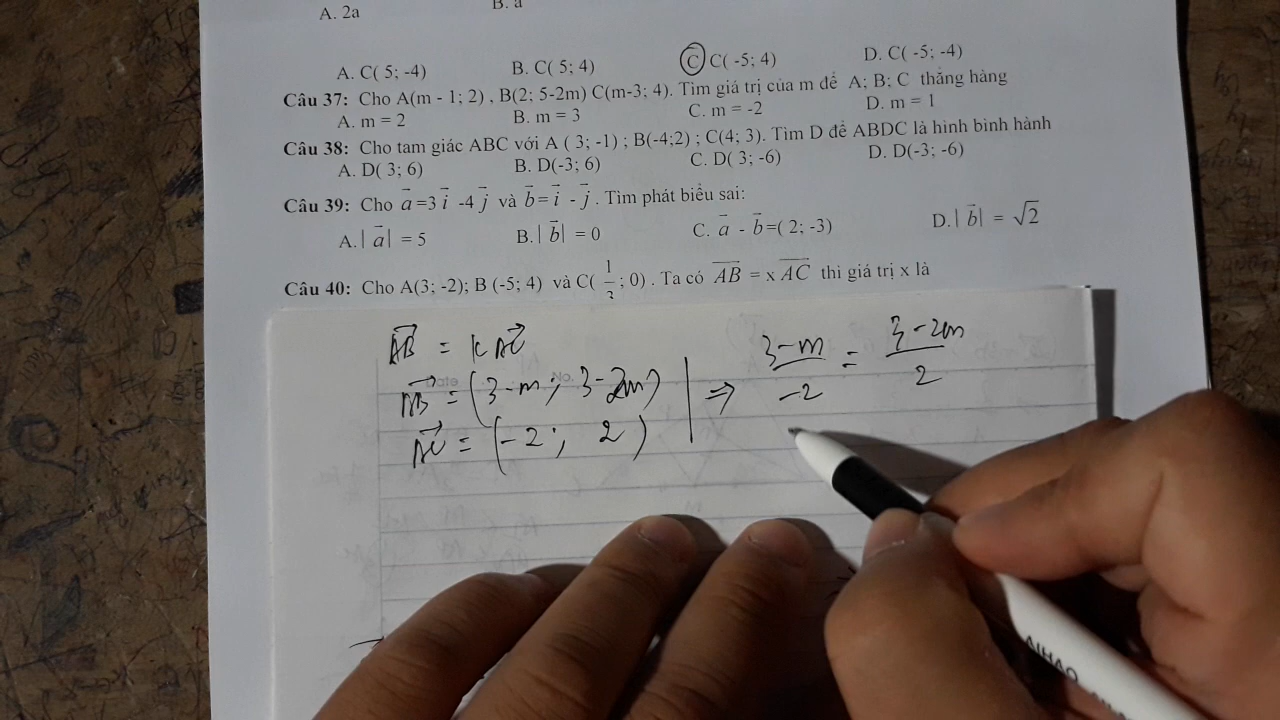 A. 2a B. a
A. C( 5; -4) B. C( 5; 4) C C( -5; 4) D. C( -5; -4)
Câu 37: Cho A(m - 1; 2) , B(2; 5-2m) C(m-3; 4). Tìm giá trị của m để A; B; C thẳng hàng
A. m = 2 B. m = 3 C. m = -2 D. m = 1
Câu 38: Cho tam giác ABC với A ( 3; -1) ; B(-4;2) ; C(4; 3). Tìm D để ABDC là hình bình hành
A. D( 3; 6) B. D(-3; 6) C. D( 3; -6) D. D(-3; -6)
Câu 39: Cho a⃗ =3 i⃗ -4 j⃗ và b⃗= i⃗ - j⃗ . Tìm phát biểu sai:
A. | a⃗ | = 5 B. | b⃗ | = 0 C. a⃗ - b⃗ =( 2; -3) D. | b⃗ | = √2
Câu 40: Cho A(3; -2); B (-5; 4) và C( 1/3 ; 0) . Ta có AB⃗ = x AC⃗ thì giá trị x là
AB⃗ = k AC⃗
AB⃗ = (3-m; 3-2m) | ⇒ (3-m)/(-2) = (3-2m)/2
AC⃗ = (-2; 2)
Date No.
AIHAO